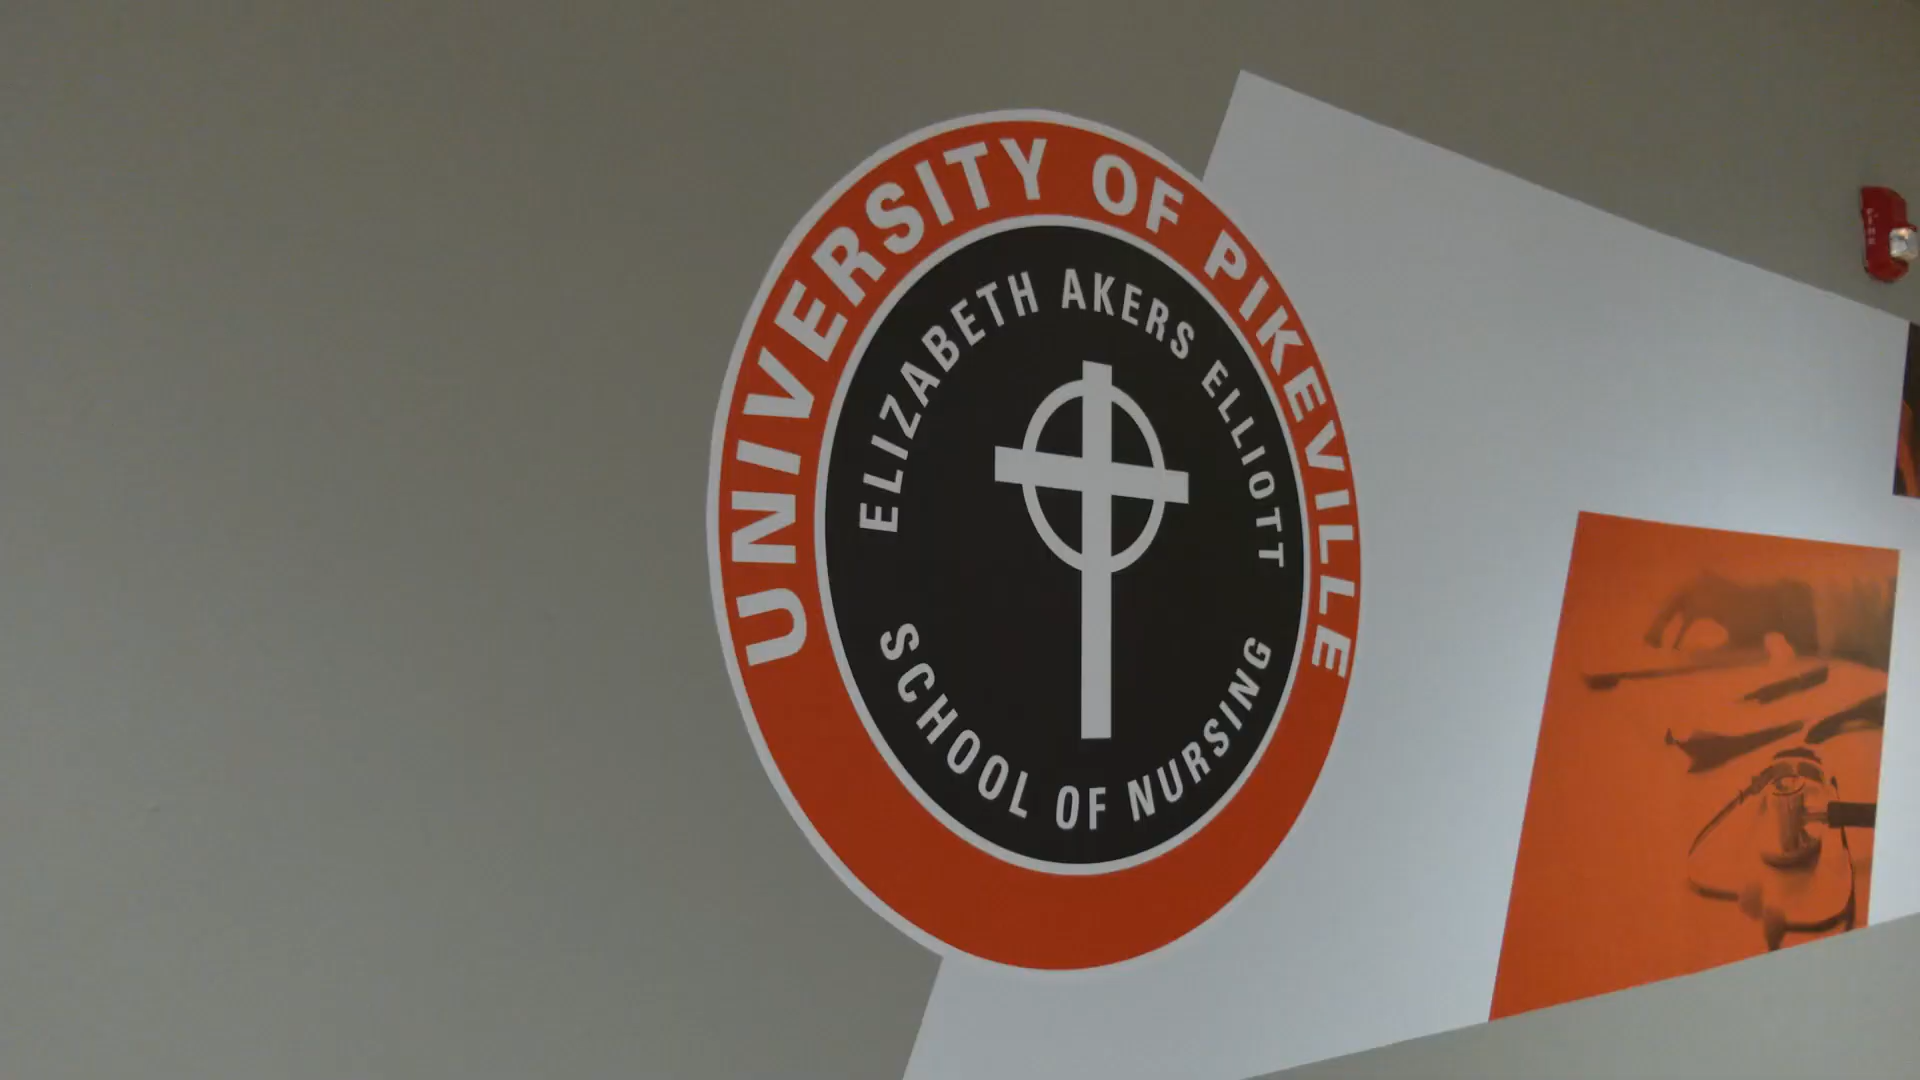 UNIVERSITY OF PIKEVILLE
ELIZABETH AKERS ELLIOTT
SCHOOL OF NURSING